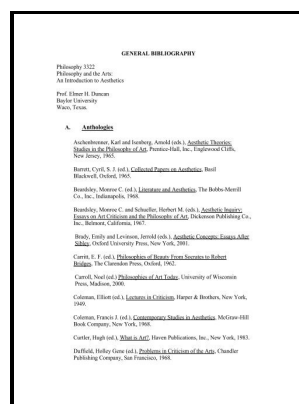 GENERAL BIBLIOGRAPHY
Philosophy 3322
Philosophy and the Arts:
An Introduction to Aesthetics
Prof. Elmer H. Duncan
Baylor University
Waco, Texas.
A. Anthologies
Aschenbrenner, Karl and Isenberg, Arnold (eds.), Aesthetic Theories:
Studies in the Philosophy of Art, Prentice-Hall, Inc., Englewood Cliffs,
New Jersey, 1965.
Barrett, Cyril, S. J. (ed.), Collected Papers on Aesthetics, Basil
Blackwell, Oxford, 1965.
Beardsley, Monroe C. (ed.), Literature and Aesthetics, The Bobbs-Merrill
Co., Inc., Indianapolis, 1968.
Beardsley, Monroe C. and Schueller, Herbert M. (eds.), Aesthetic Inquiry:
Essays on Art Criticism and the Philosophy of Art, Dickenson Publishing Co.,
Inc., Belmont, California, 1967.
Brady, Emily and Levinson, Jerrold (eds.), Aesthetic Concepts: Essays After
Sibley, Oxford University Press, New York, 2001.
Carritt, E. F. (ed.), Philosophies of Beauty From Socrates to Robert
Bridges, The Clarendon Press, Oxford, 1962.
Carroll, Noel (ed.) Philosophies of Art Today, University of Wisconsin
Press, Madison, 2000.
Coleman, Elliott (ed.), Lectures in Criticism, Harper & Brothers, New York,
1949.
Coleman, Francis J. (ed.), Contemporary Studies in Aesthetics, McGraw-Hill
Book Company, New York, 1968.
Curtler, Hugh (ed.), What is Art?, Haven Publications, Inc., New York, 1983.
Duffield, Holley Gene (ed.), Problems in Criticism of the Arts, Chandler
Publishing Company, San Francisco, 1968.